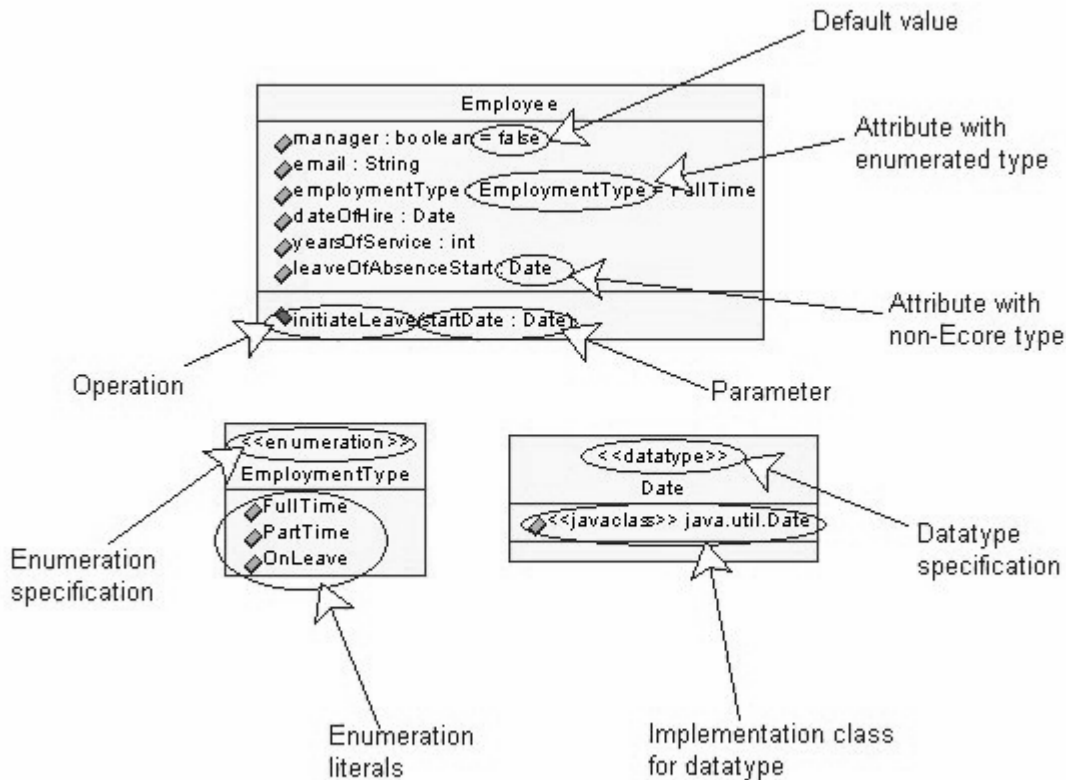 Default value
Employee
manager : boolean = false
Attribute with
enumerated type
email : String
employmentType : EmploymentType = FullTime
dateOfHire : Date
yearsOfService : int
leaveOfAbsenceStart : Date
Attribute with
non-Ecore type
initiateLeave(startDate : Date)
Operation
Parameter
<<enumeration>>
EmploymentType
FullTime
PartTime
OnLeave
<<datatype>>
Date
<<javaclass>> java.util.Date
Enumeration
specification
Datatype
specification
Enumeration
literals
Implementation class
for datatype